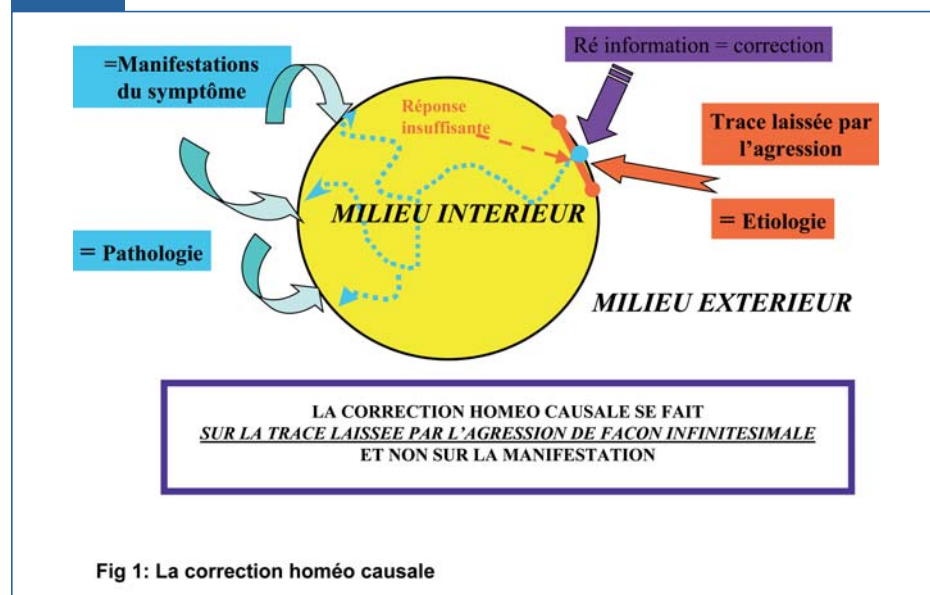 =Manifestations
du symptôme
Ré information = correction
Réponse
insuffisante
Trace laissée par
l'agression
MILIEU INTERIEUR
= Etiologie
= Pathologie
MILIEU EXTERIEUR
LA CORRECTION HOMEO CAUSALE SE FAIT
SUR LA TRACE LAISSEE PAR L'AGRESSION DE FACON INFINITESIMALE
ET NON SUR LA MANIFESTATION
Fig 1: La correction homéo causale